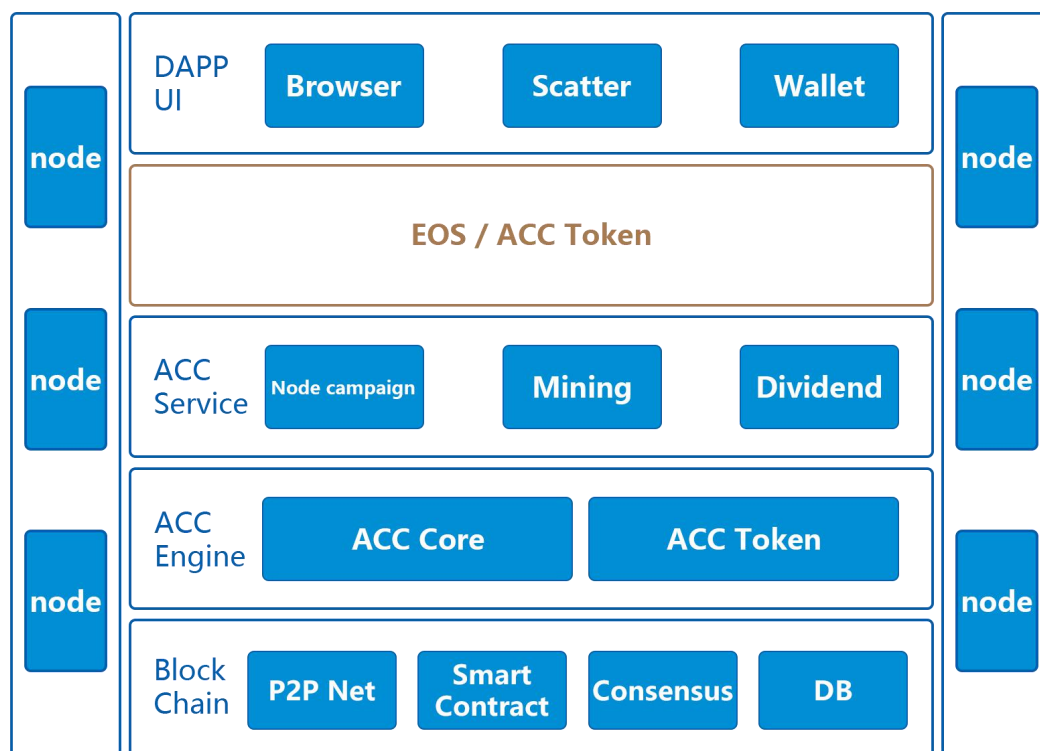 DAPP
UI
Browser
Scatter
Wallet
node
node
EOS / ACC Token
ACC
Service
Node campaign
Mining
Dividend
node
node
ACC
Engine
ACC Core
ACC Token
node
node
Block
Chain
P2P Net
Smart
Contract
Consensus
DB